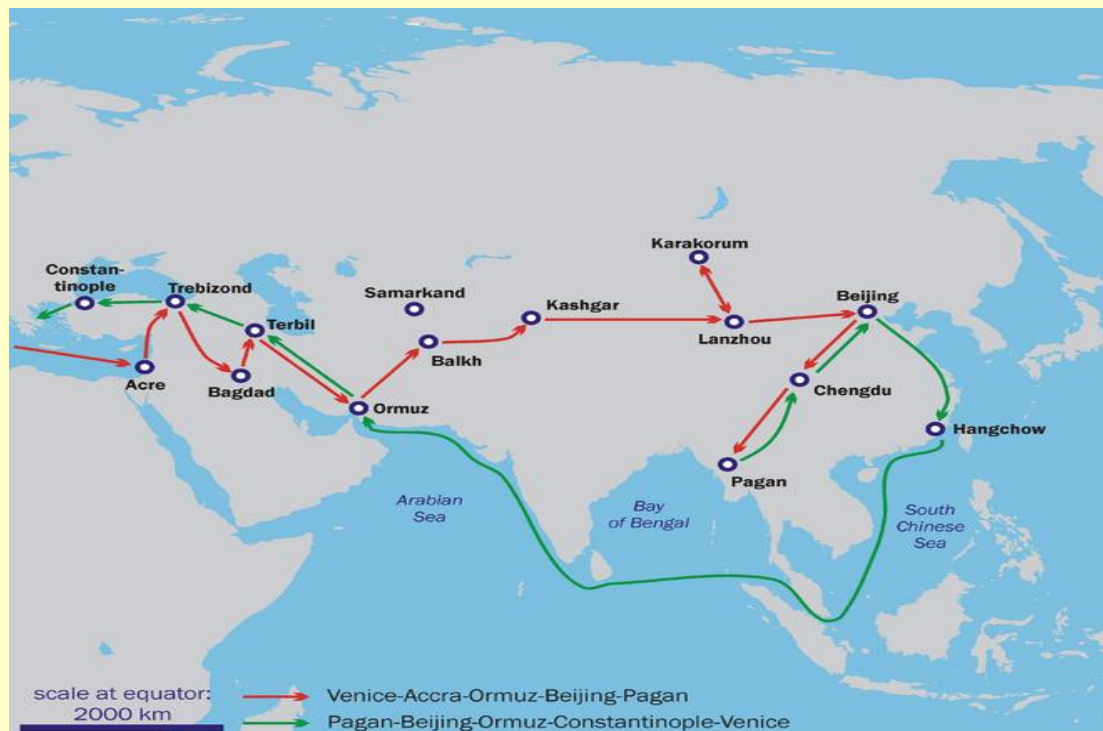 Karakorum
Constan-
tinople
Trebizond
Samarkand
Kashgar
Beijing
Terbil
Balkh
Lanzhou
Acre
Bagdad
Ormuz
Chengdu
Hangchow
Pagan
Arabian
Sea
Bay
of Bengal
South
Chinese
Sea
scale at equator:
2000 km
Venice-Accra-Ormuz-Beijing-Pagan
Pagan-Beijing-Ormuz-Constantinople-Venice